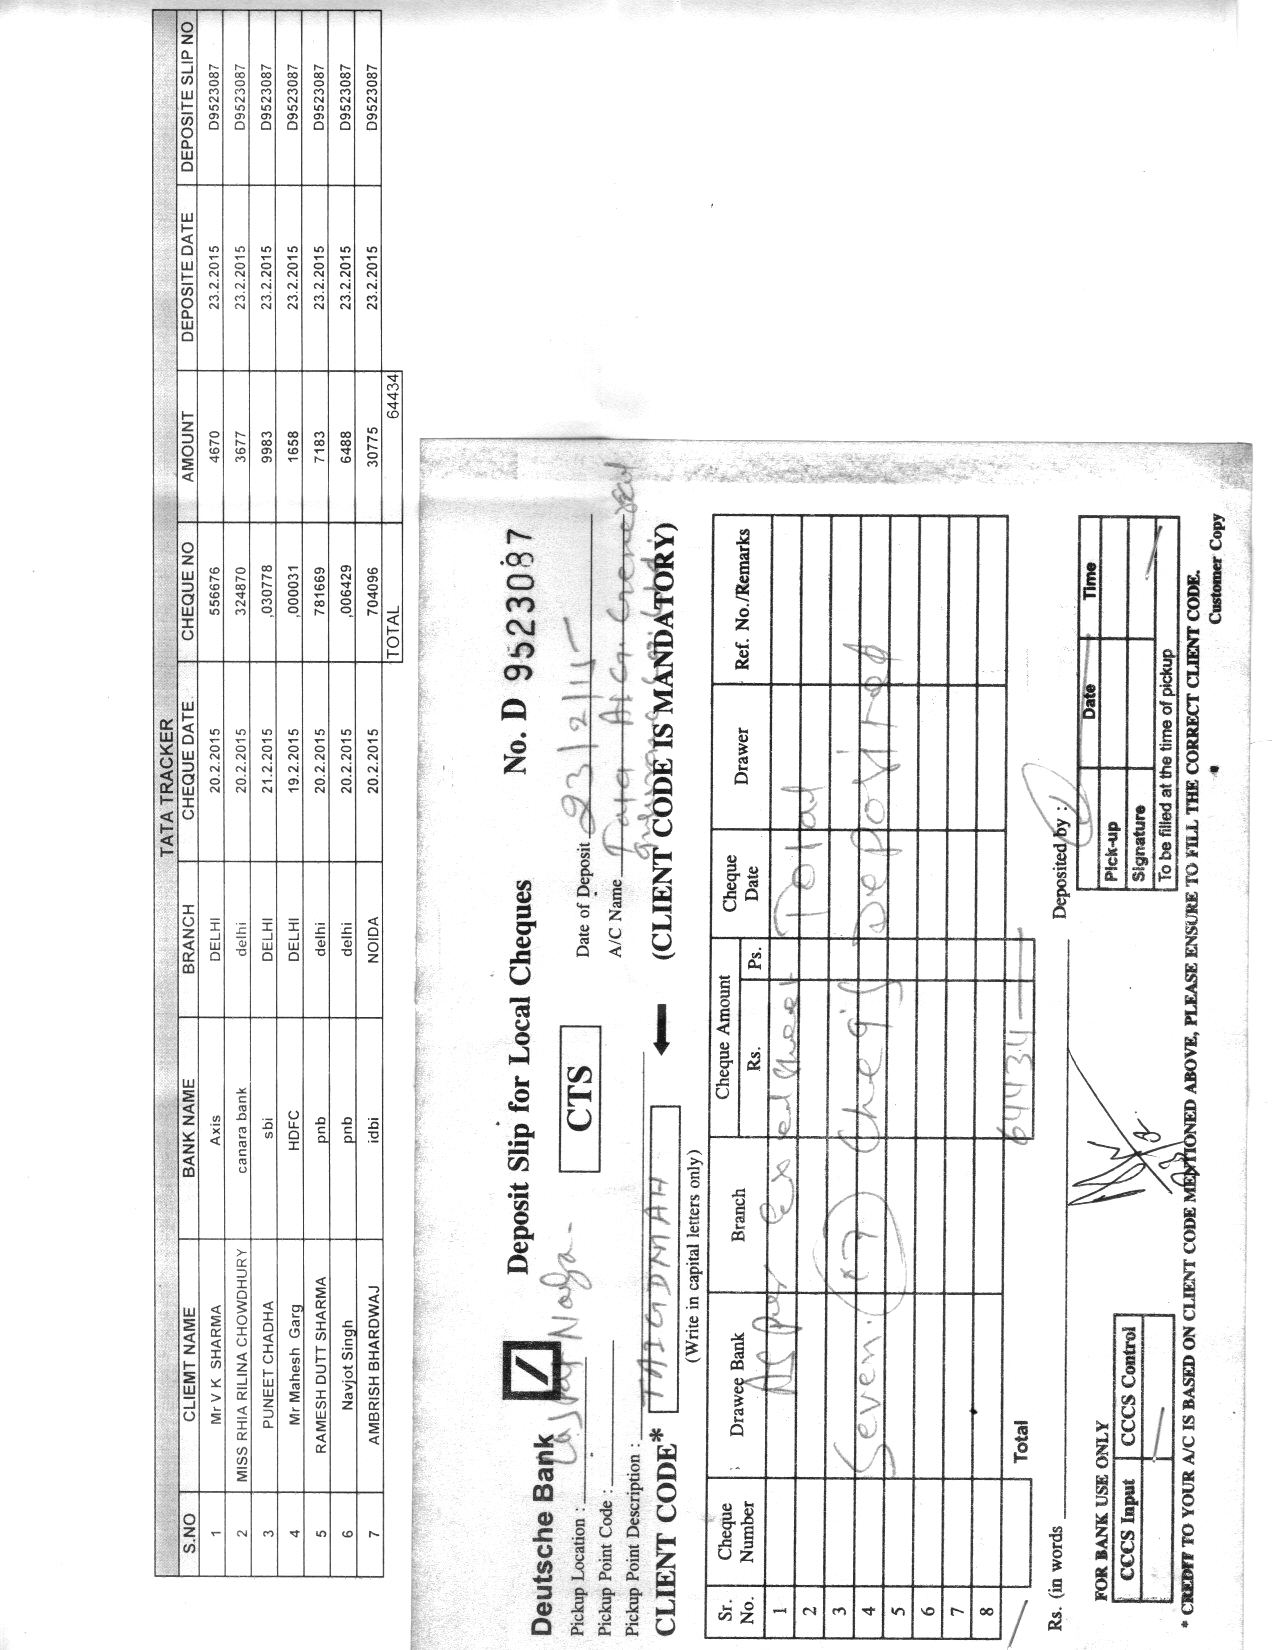 TATA TRACKER
S.NO CLIEMT NAME BANK NAME BRANCH CHEQUE DATE CHEQUE NO AMOUNT DEPOSITE DATE DEPOSITE SLIP NO
1 Mr V K SHARMA Axis DELHI 20.2.2015 556676 4670 23.2.2015 D9523087
2 MISS RHIA RILINA CHOWDHURY canara bank delhi 20.2.2015 324870 3677 23.2.2015 D9523087
3 PUNEET CHADHA sbi DELHI 21.2.2015 ,030778 9983 23.2.2015 D9523087
4 Mr Mahesh Garg HDFC DELHI 19.2.2015 ,000031 1658 23.2.2015 D9523087
5 RAMESH DUTT SHARMA pnb delhi 20.2.2015 781669 7183 23.2.2015 D9523087
6 Navjot Singh pnb delhi 20.2.2015 ,006429 6488 23.2.2015 D9523087
7 AMBRISH BHARDWAJ idbi NOIDA 20.2.2015 704096 30775 23.2.2015 D9523087
TOTAL 64434
Deutsche Bank Deposit Slip for Local Cheques No. D 9523087
Pickup Location : CTS Date of Deposit 23/2/15
Pickup Point Code : A/C Name Tata AIG General
Pickup Point Description :
CLIENT CODE* TAIGDMAH (CLIENT CODE IS MANDATORY)
(Write in capital letters only)
Sr. No. Cheque Number Drawee Bank Branch Cheque Amount Rs. Ps. Cheque Date Drawer Ref. No./Remarks
1 As per Total
2
3
4 Seven. 07 Deposited
5
6
7
8
Total 64434
Rs. (in words Deposited by :
FOR BANK USE ONLY
CCCS Input CCCS Control
Date Time
Pick-up
Signature
To be filled at the time of pickup
* CREDIT TO YOUR A/C IS BASED ON CLIENT CODE MENTIONED ABOVE, PLEASE ENSURE TO FILL THE CORRECT CLIENT CODE.
Customer Copy